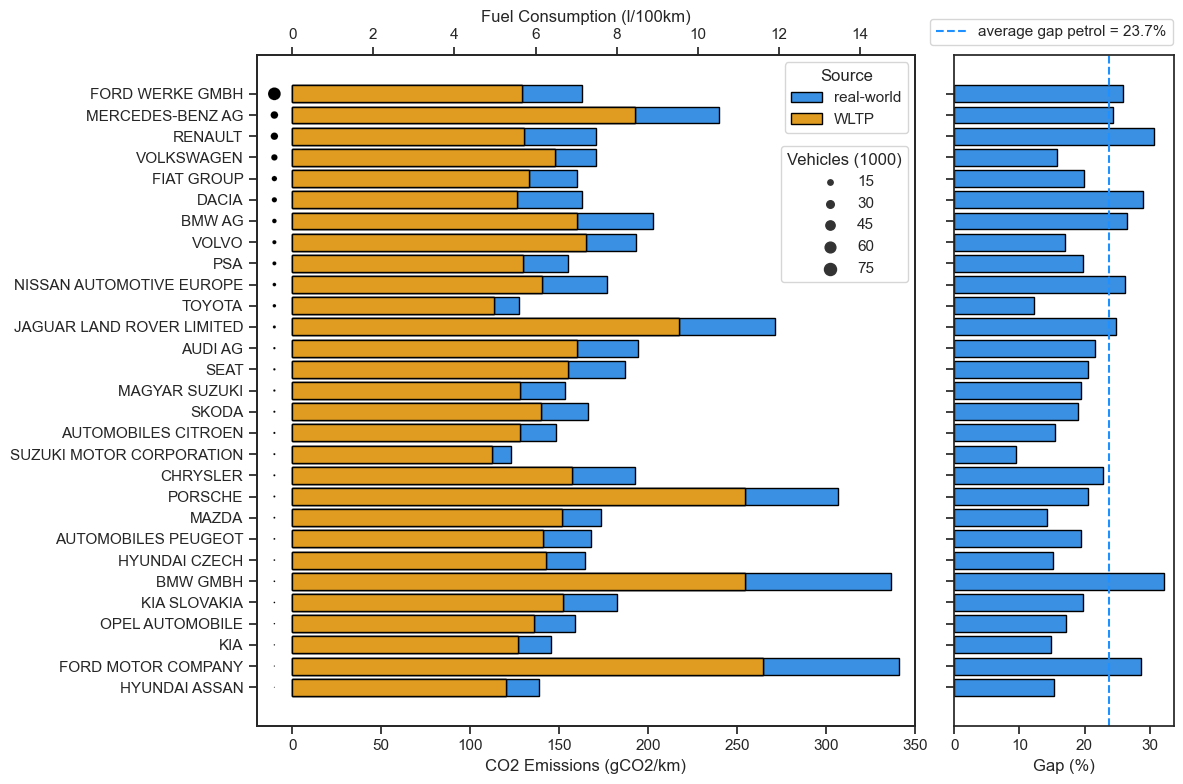 Fuel Consumption (l/100km)
0 2 4 6 8 10 12 14
average gap petrol = 23.7%
Source
real-world
WLTP
Vehicles (1000)
15
30
45
60
75
FORD WERKE GMBH
MERCEDES-BENZ AG
RENAULT
VOLKSWAGEN
FIAT GROUP
DACIA
BMW AG
VOLVO
PSA
NISSAN AUTOMOTIVE EUROPE
TOYOTA
JAGUAR LAND ROVER LIMITED
AUDI AG
SEAT
MAGYAR SUZUKI
SKODA
AUTOMOBILES CITROEN
SUZUKI MOTOR CORPORATION
CHRYSLER
PORSCHE
MAZDA
AUTOMOBILES PEUGEOT
HYUNDAI CZECH
BMW GMBH
KIA SLOVAKIA
OPEL AUTOMOBILE
KIA
FORD MOTOR COMPANY
HYUNDAI ASSAN
0 50 100 150 200 250 300 350
CO2 Emissions (gCO2/km)
0 10 20 30
Gap (%)